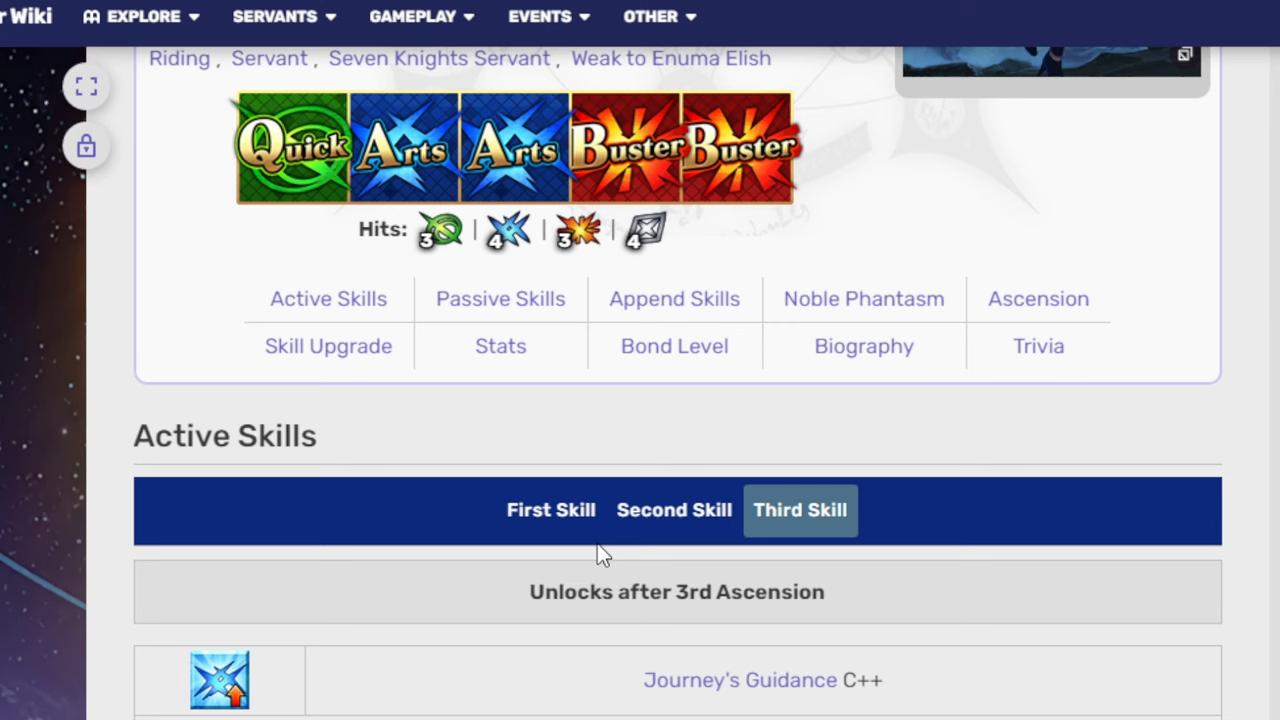 r Wiki EXPLORE SERVANTS GAMEPLAY EVENTS OTHER
Riding , Servant , Seven Knights Servant , Weak to Enuma Elish
Quick Arts Arts Buster Buster
Hits: 3 | 4 | 3 | 4
Active Skills Passive Skills Append Skills Noble Phantasm Ascension
Skill Upgrade Stats Bond Level Biography Trivia
Active Skills
First Skill Second Skill Third Skill
Unlocks after 3rd Ascension
Journey's Guidance C++